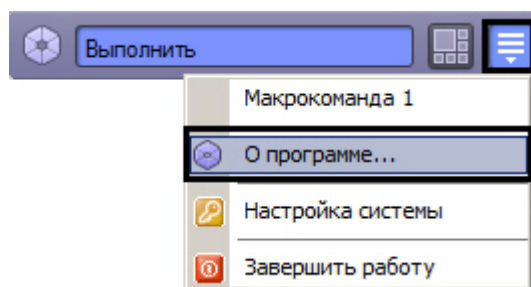 Выполнить
Макрокоманда 1
О программе...
Настройка системы
Завершить работу